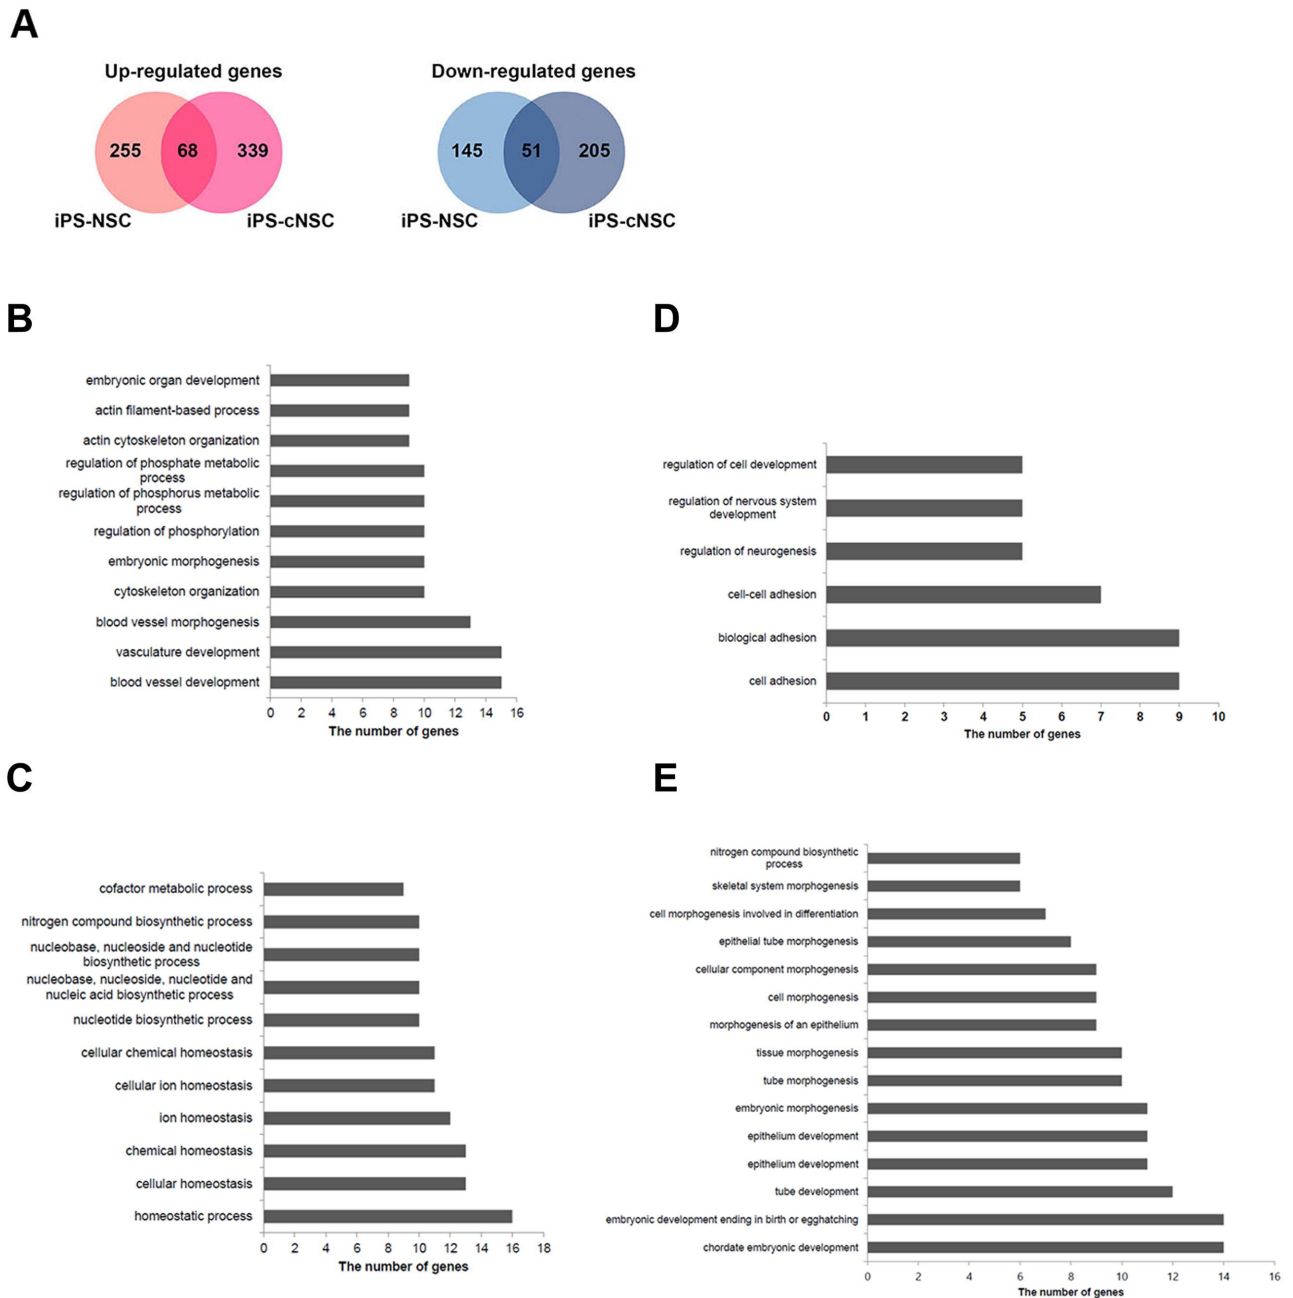 A
Up-regulated genes
255
68
339
iPS-NSC
iPS-cNSC
Down-regulated genes
145
51
205
iPS-NSC
iPS-cNSC
B
embryonic organ development
actin filament-based process
actin cytoskeleton organization
regulation of phosphate metabolic
process
regulation of phosphorus metabolic
process
regulation of phosphorylation
embryonic morphogenesis
cytoskeleton organization
blood vessel morphogenesis
vasculature development
blood vessel development
0 2 4 6 8 10 12 14 16
The number of genes
D
regulation of cell development
regulation of nervous system
development
regulation of neurogenesis
cell-cell adhesion
biological adhesion
cell adhesion
0 1 2 3 4 5 6 7 8 9 10
The number of genes
C
cofactor metabolic process
nitrogen compound biosynthetic process
nucleobase, nucleoside and nucleotide
biosynthetic process
nucleobase, nucleoside, nucleotide and
nucleic acid biosynthetic process
nucleotide biosynthetic process
cellular chemical homeostasis
cellular ion homeostasis
ion homeostasis
chemical homeostasis
cellular homeostasis
homeostatic process
0 2 4 6 8 10 12 14 16 18
The number of genes
E
nitrogen compound biosynthetic
process
skeletal system morphogenesis
cell morphogenesis involved in differentiation
epithelial tube morphogenesis
cellular component morphogenesis
cell morphogenesis
morphogenesis of an epithelium
tissue morphogenesis
tube morphogenesis
embryonic morphogenesis
epithelium development
epithelium development
tube development
embryonic development ending in birth or egghatching
chordate embryonic development
0 2 4 6 8 10 12 14 16
The number of genes